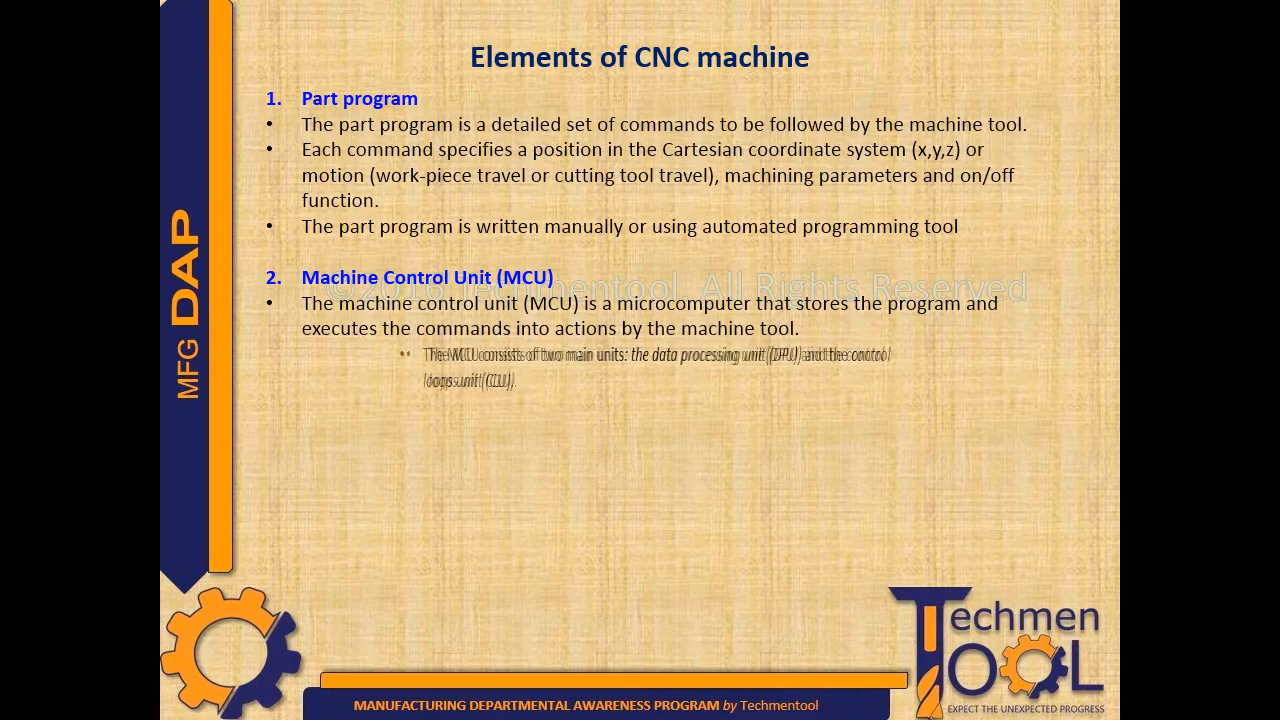 Elements of CNC machine
1. Part program
• The part program is a detailed set of commands to be followed by the machine tool.
• Each command specifies a position in the Cartesian coordinate system (x,y,z) or
motion (work-piece travel or cutting tool travel), machining parameters and on/off
function.
• The part program is written manually or using automated programming tool
2. Machine Control Unit (MCU)
© 2015 Techmentool, All Rights Reserved
• The machine control unit (MCU) is a microcomputer that stores the program and
executes the commands into actions by the machine tool.
• The MCU consists of two main units: the data processing unit (DPU) and the control
loops unit (CLU).
MFG DAP
Techmen
TOOL
EXPECT THE UNEXPECTED PROGRESS
MANUFACTURING DEPARTMENTAL AWARENESS PROGRAM by Techmentool